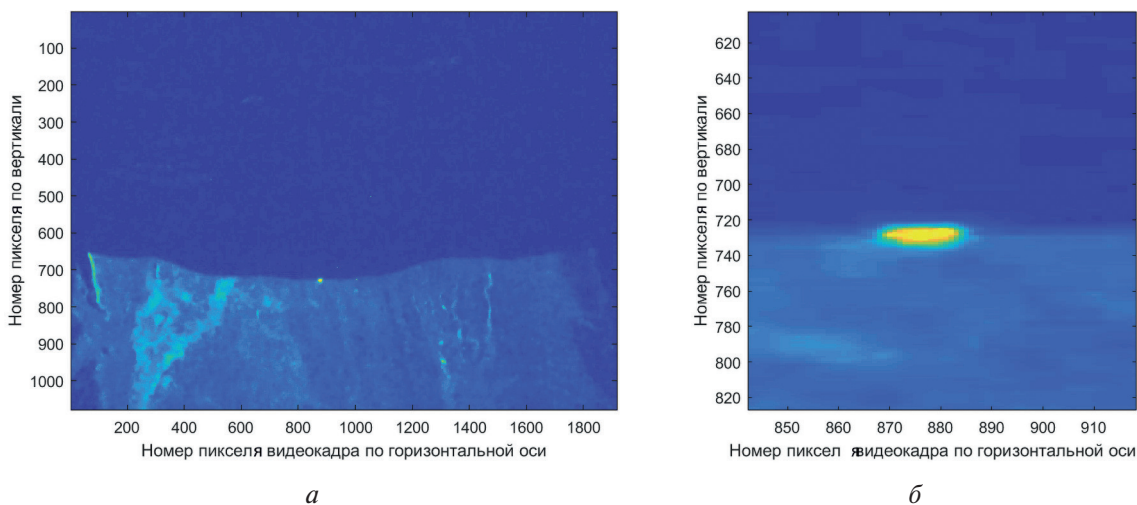 100
200
300
400
500
600
700
800
900
1000
Номер пикселя по вертикали
200 400 600 800 1000 1200 1400 1600 1800
Номер пикселя видеокадра по горизонтальной оси
а
620
640
660
680
700
720
740
760
780
800
820
Номер пикселя по вертикали
850 860 870 880 890 900 910
Номер пиксел я видеокадра по горизонтальной оси
б